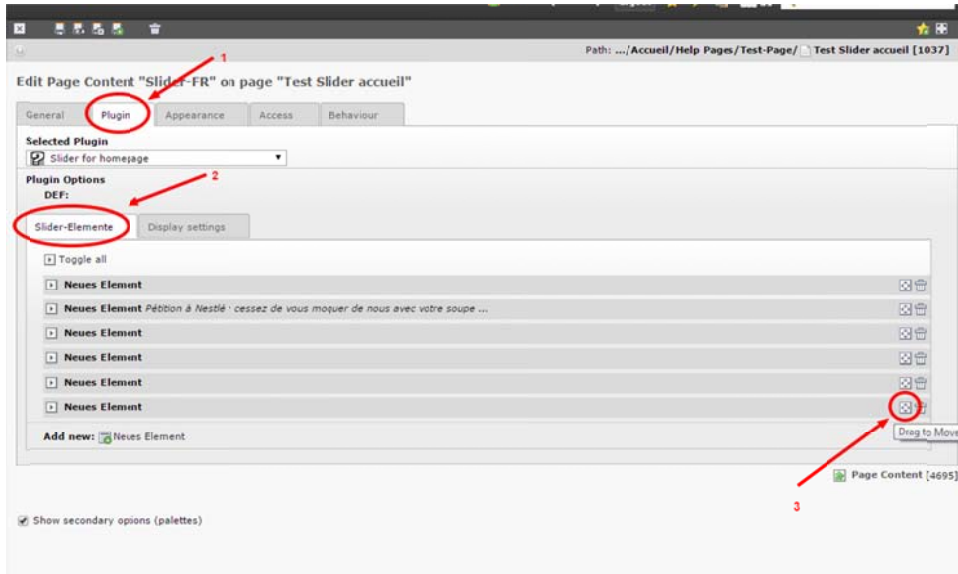 Path: .../Accueil/Help Pages/Test-Page/ Test Slider accueil [1037]
1
Edit Page Content "Slider-FR" on page "Test Slider accueil"
General Plugin Appearance Access Behaviour
Selected Plugin
Slider for homepage
Plugin Options
2
DEF:
Slider-Elemente Display settings
Toggle all
Neues Element
Neues Element Pétition à Nestlé · cessez de vous moquer de nous avec votre soupe ...
Neues Element
Neues Element
Neues Element
Neues Element
Add new: Neues Element
Drag to Move
Page Content [4695]
3
Show secondary opions (palettes)